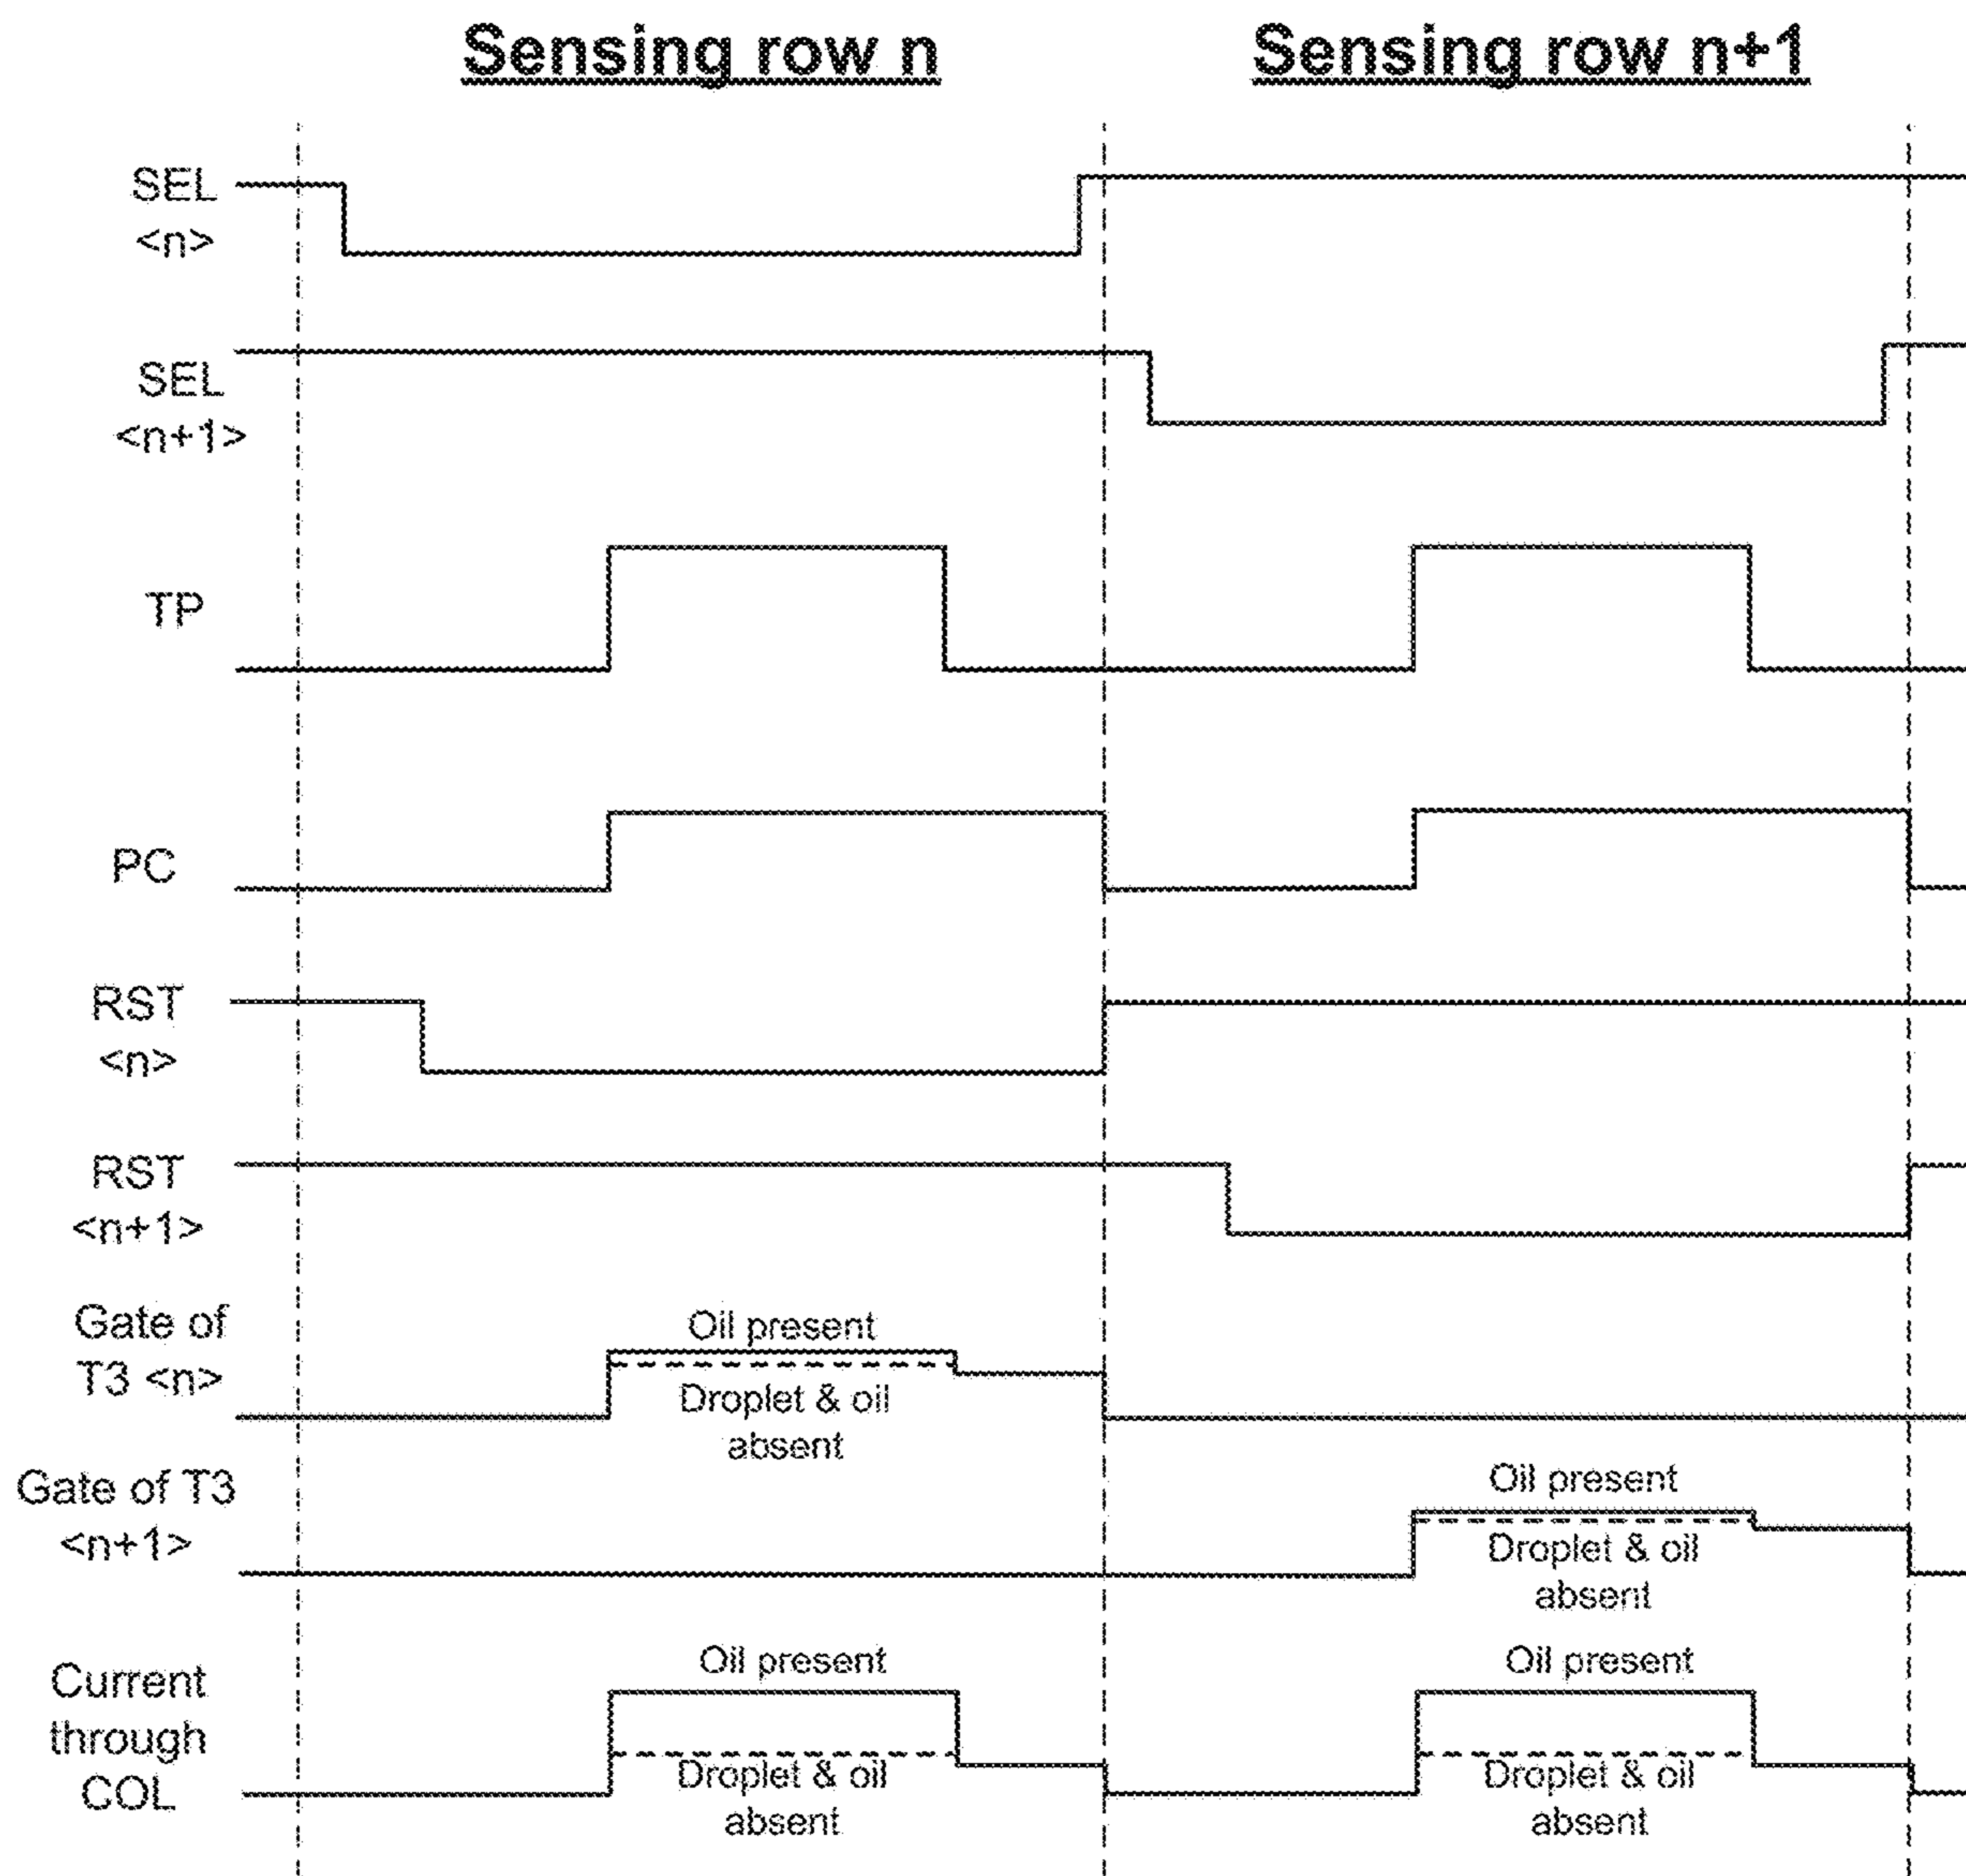 Sensing row n
Sensing row n+1
SEL
<n>
SEL
<n+1>
TP
PC
RST
<n>
RST
<n+1>
Gate of
T3 <n>
Oil present
Droplet & oil
absent
Gate of T3
<n+1>
Oil present
Droplet & oil
absent
Current
through
COL
Oil present
Droplet & oil
absent
Oil present
Droplet & oil
absent